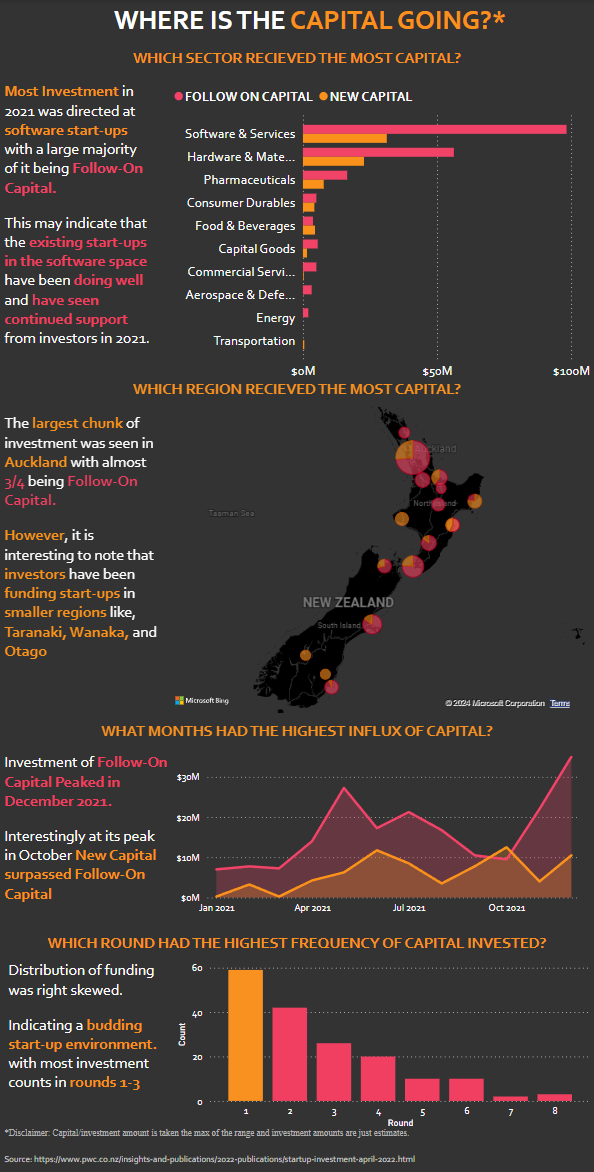 WHERE IS THE CAPITAL GOING?*
WHICH SECTOR RECIEVED THE MOST CAPITAL?
Most Investment in
2021 was directed at
software start-ups
with a large majority
of it being Follow-On
Capital.
This may indicate that
the existing start-ups
in the software space
have been doing well
and have seen
continued support
from investors in 2021.
FOLLOW ON CAPITAL NEW CAPITAL
Software & Services
Hardware & Mate...
Pharmaceuticals
Consumer Durables
Food & Beverages
Capital Goods
Commercial Servi...
Aerospace & Defe...
Energy
Transportation
$0M $50M $100M
WHICH REGION RECIEVED THE MOST CAPITAL?
The largest chunk of
investment was seen in
Auckland with almost
3/4 being Follow-On
Capital.
However, it is
interesting to note that
investors have been
funding start-ups in
smaller regions like,
Taranaki, Wanaka, and
Otago
Auckland
North Island
Tasman Sea
NEW ZEALAND
South Island
Microsoft Bing
© 2024 Microsoft Corporation Terms
WHAT MONTHS HAD THE HIGHEST INFLUX OF CAPITAL?
Investment of Follow-On
Capital Peaked in
December 2021.
Interestingly at its peak
in October New Capital
surpassed Follow-On
Capital
$30M
$20M
$10M
$0M
Jan 2021 Apr 2021 Jul 2021 Oct 2021
WHICH ROUND HAD THE HIGHEST FREQUENCY OF CAPITAL INVESTED?
Distribution of funding
was right skewed.
Indicating a budding
start-up environment.
with most investment
counts in rounds 1-3
Count
60
40
20
0
1 2 3 4 5 6 7 8
Round
*Disclaimer: Capital/investment amount is taken the max of the range and investment amounts are just estimates.
Source: https://www.pwc.co.nz/insights-and-publications/2022-publications/startup-investment-april-2022.html